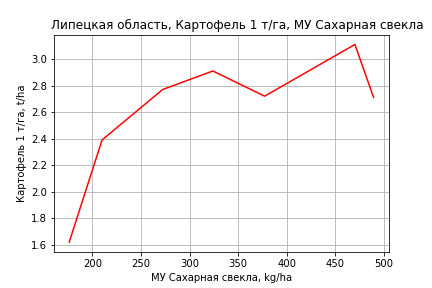 Липецкая область, Картофель 1 т/га, МУ Сахарная свекла
3.0
2.8
2.6
2.4
2.2
2.0
1.8
1.6
Картофель 1 т/га, t/ha
200 250 300 350 400 450 500
МУ Сахарная свекла, kg/ha